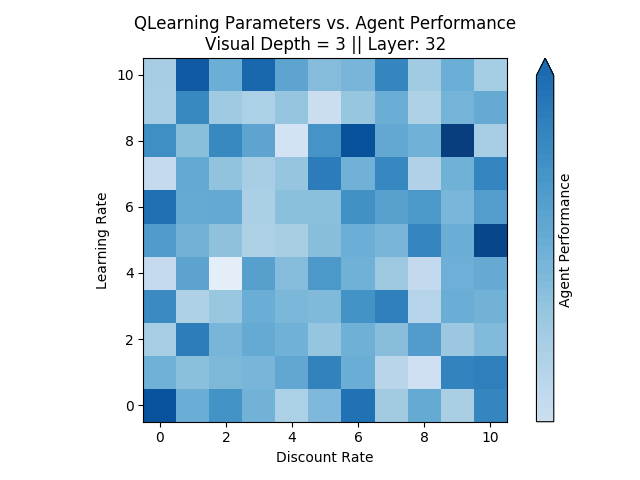 QLearning Parameters vs. Agent Performance
Visual Depth = 3 || Layer: 32
10
8
6
4
2
0
Learning Rate
0 2 4 6 8 10
Discount Rate
Agent Performance